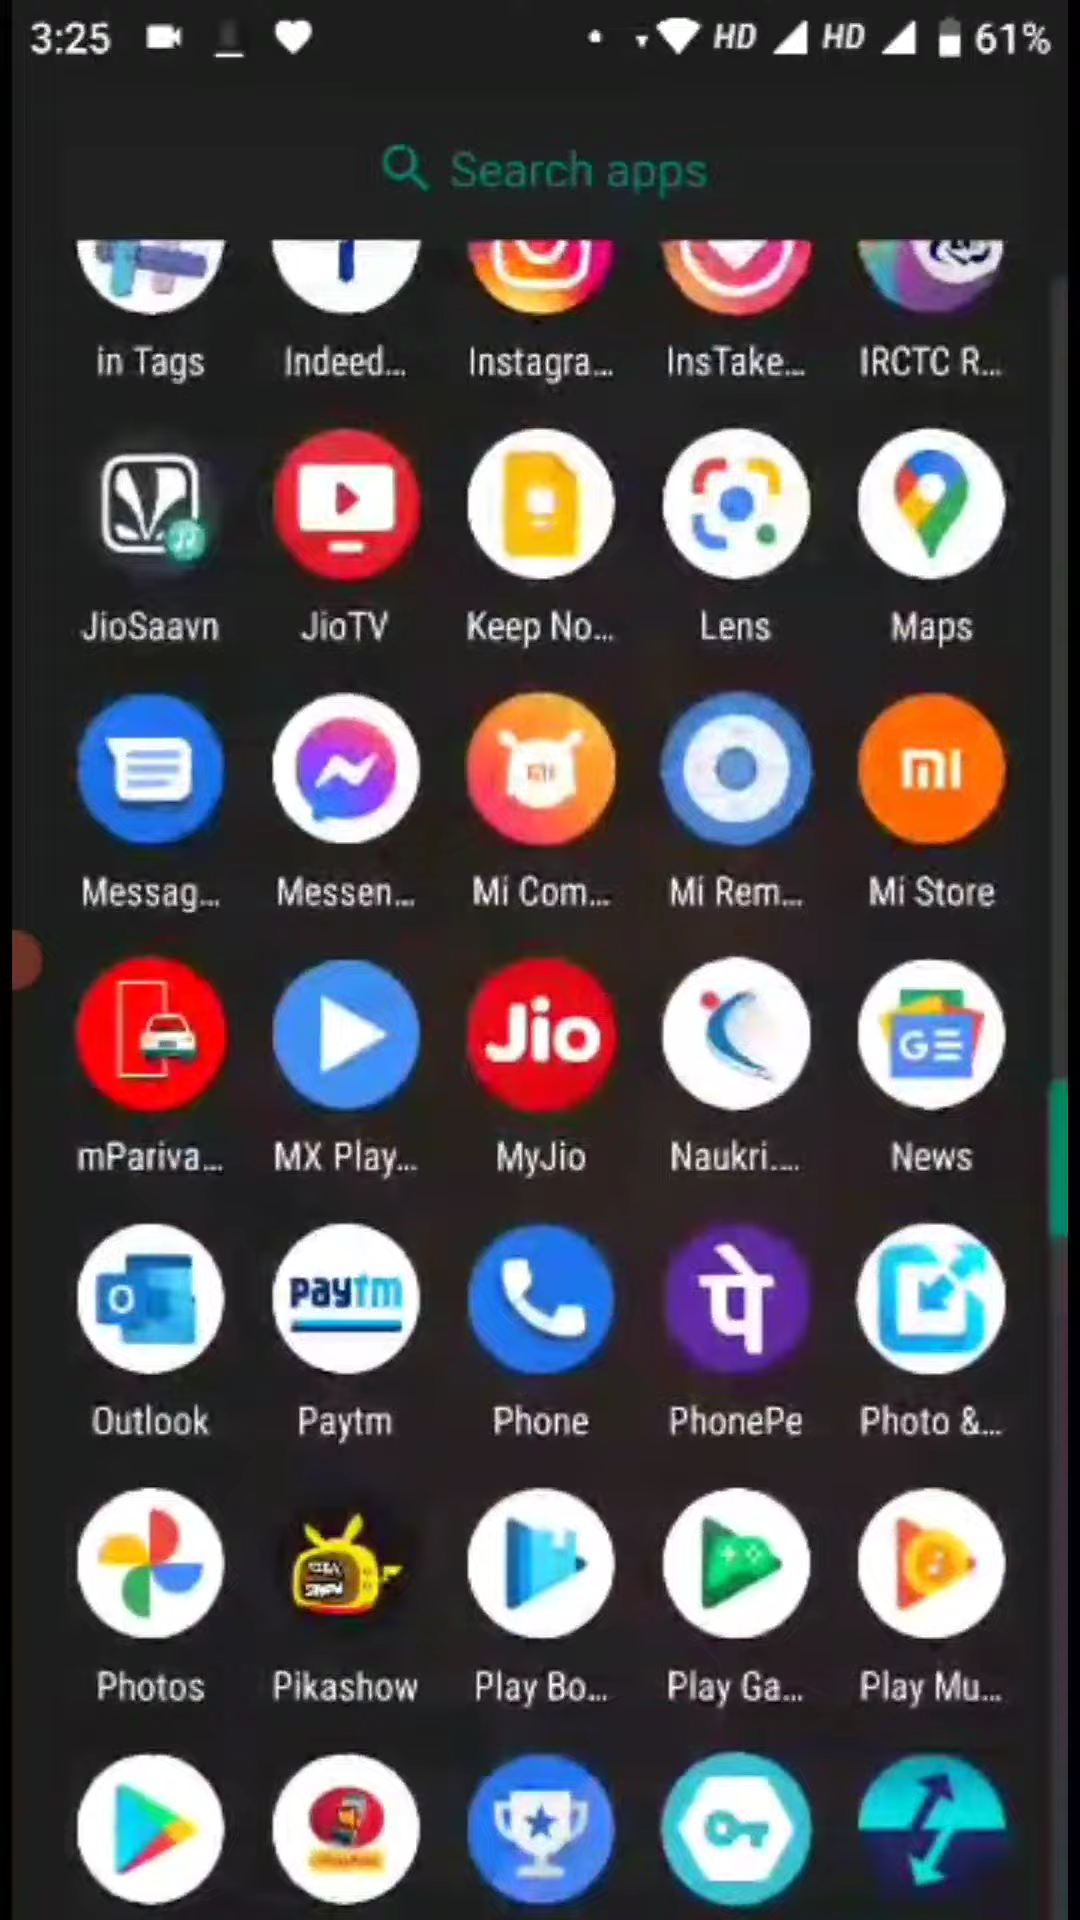 3:25 HD HD 61%
Search apps
in Tags Indeed... Instagra... InsTake... IRCTC R...
JioSaavn JioTV Keep No... Lens Maps
mi mi
Messag... Messen... Mi Com... Mi Rem... Mi Store
Jio G
mPariva... MX Play... MyJio Naukri.... News
O paytm पे
Outlook Paytm Phone PhonePe Photo &...
Photos Pikashow Play Bo... Play Ga... Play Mu...